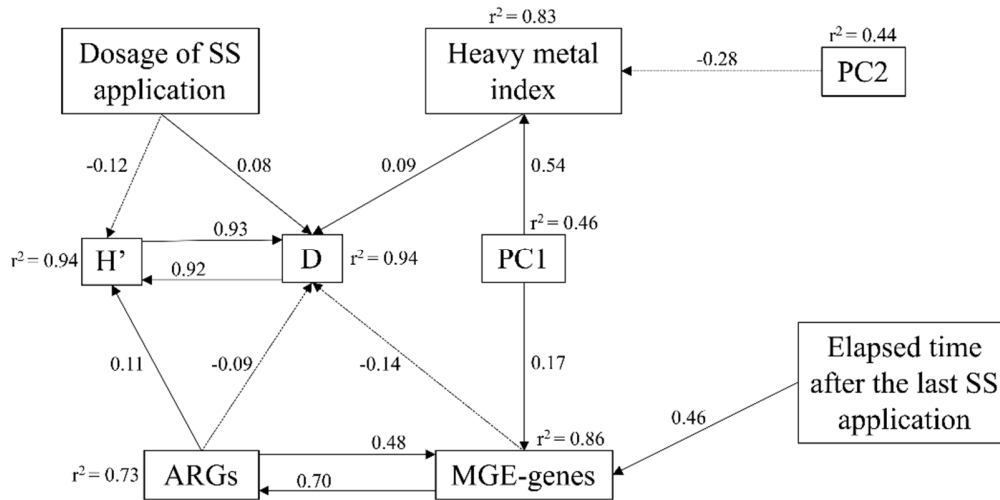 r² = 0.83
Dosage of SS
application
Heavy metal
index
r² = 0.44
PC2
-0.28
-0.12
0.08
0.09
0.54
r² = 0.46
0.93
r² = 0.94
H’
D
r² = 0.94
PC1
0.92
0.11
-0.09
-0.14
0.17
Elapsed time
after the last SS
application
0.46
r² = 0.73
ARGs
0.48
0.70
r² = 0.86
MGE-genes